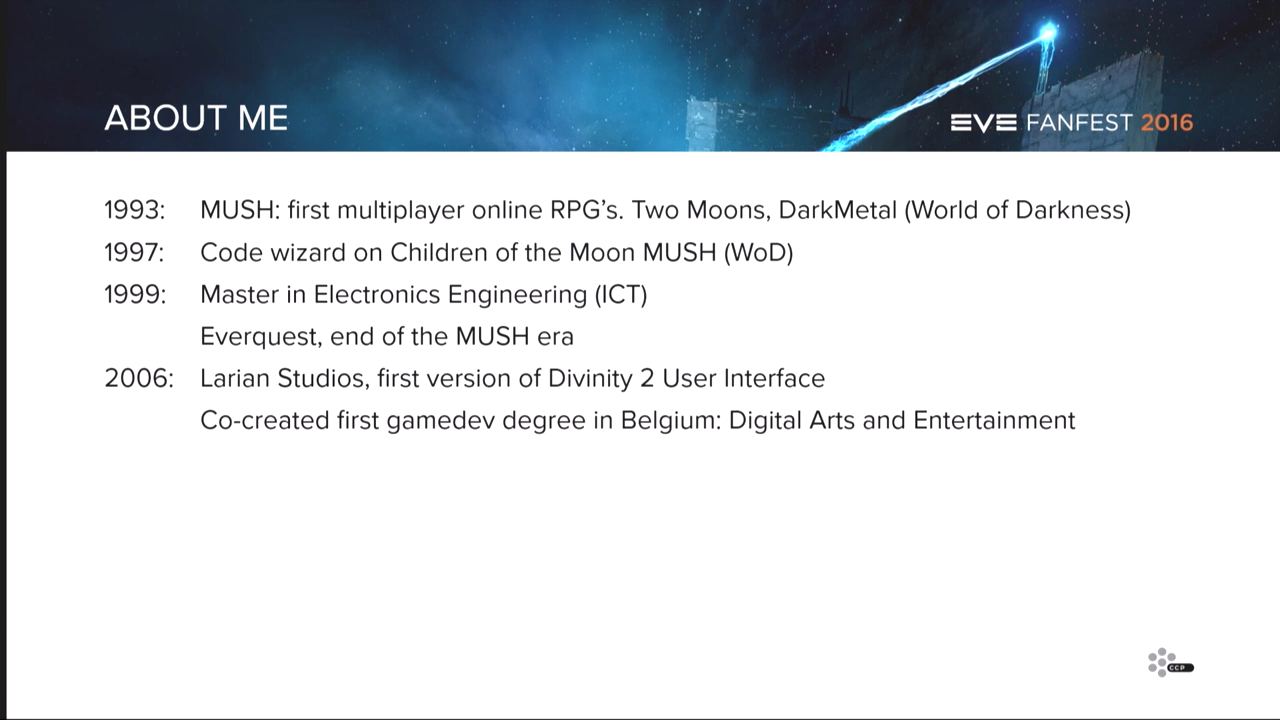 ABOUT ME
EVE FANFEST 2016
1993: MUSH: first multiplayer online RPG’s. Two Moons, DarkMetal (World of Darkness)
1997: Code wizard on Children of the Moon MUSH (WoD)
1999: Master in Electronics Engineering (ICT)
Everquest, end of the MUSH era
2006: Larian Studios, first version of Divinity 2 User Interface
Co-created first gamedev degree in Belgium: Digital Arts and Entertainment
CCP